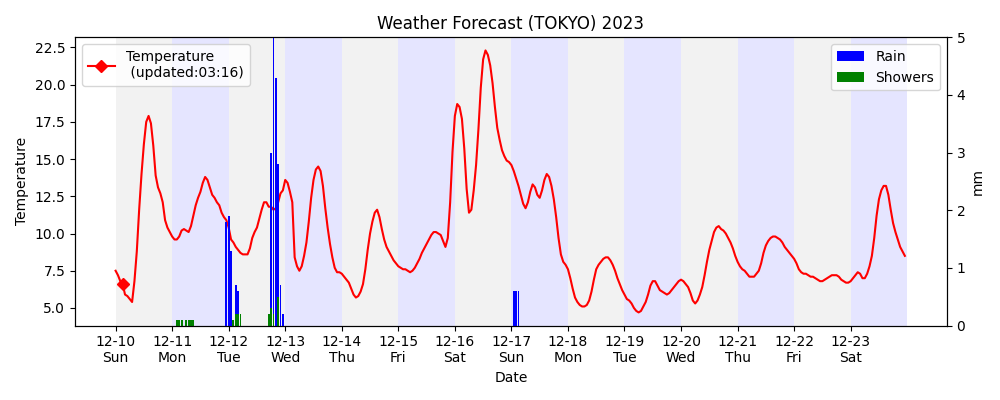 Weather Forecast (TOKYO) 2023
Temperature
(updated:03:16)
Rain
Showers
Temperature
22.5
20.0
17.5
15.0
12.5
10.0
7.5
5.0
5
4
3
2
1
0
mm
12-10 12-11 12-12 12-13 12-14 12-15 12-16 12-17 12-18 12-19 12-20 12-21 12-22 12-23
Sun Mon Tue Wed Thu Fri Sat Sun Mon Tue Wed Thu Fri Sat
Date